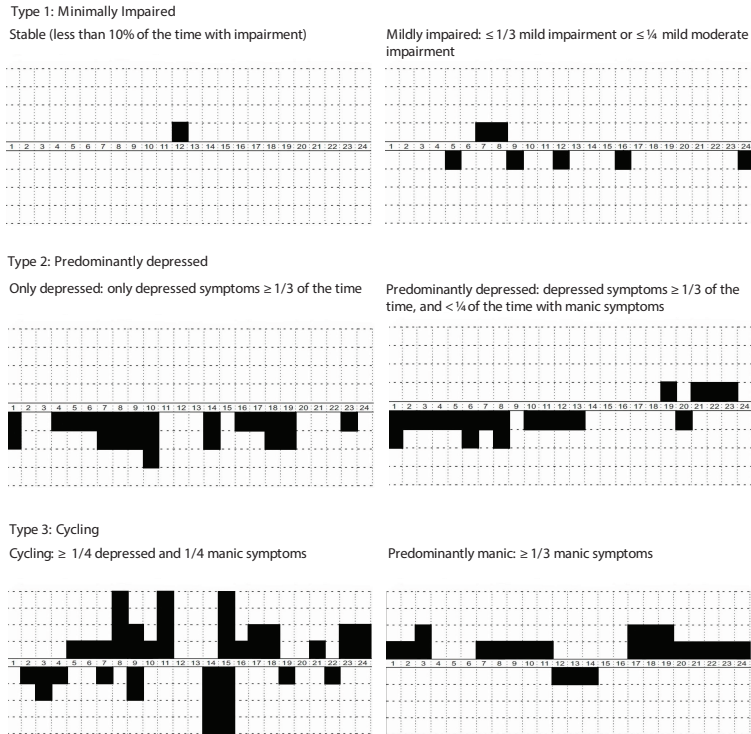 Type 1: Minimally Impaired
Stable (less than 10% of the time with impairment)
Mildly impaired: ≤ 1/3 mild impairment or ≤ ¼ mild moderate
impairment
1 2 3 4 5 6 7 8 9 10 11 12 13 14 15 16 17 18 19 20 21 22 23 24
1 2 3 4 5 6 7 8 9 10 11 12 13 14 15 16 17 18 19 20 21 22 23 24
Type 2: Predominantly depressed
Only depressed: only depressed symptoms ≥ 1/3 of the time
Predominantly depressed: depressed symptoms ≥ 1/3 of the
time, and < ¼ of the time with manic symptoms
1 2 3 4 5 6 7 8 9 10 11 12 13 14 15 16 17 18 19 20 21 22 23 24
1 2 3 4 5 6 7 8 9 10 11 12 13 14 15 16 17 18 19 20 21 22 23 24
Type 3: Cycling
Cycling: ≥ 1/4 depressed and 1/4 manic symptoms
Predominantly manic: ≥ 1/3 manic symptoms
1 2 3 4 5 6 7 8 9 10 11 12 13 14 15 16 17 18 19 20 21 22 23 24
1 2 3 4 5 6 7 8 9 10 11 12 13 14 15 16 17 18 19 20 21 22 23 24